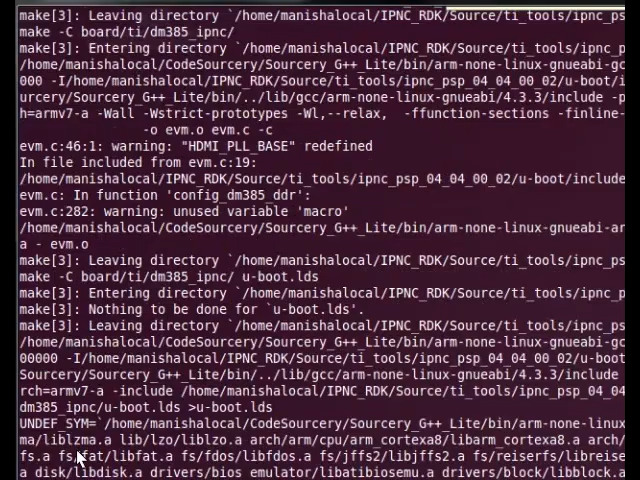 make[3]: Leaving directory `/home/manishalocal/IPNC_RDK/Source/ti_tools/ipnc_ps
make -C board/ti/dm385_ipnc/
make[3]: Entering directory `/home/manishalocal/IPNC_RDK/Source/ti_tools/ipnc_p
/home/manishalocal/CodeSourcery/Sourcery_G++_Lite/bin/arm-none-linux-gnueabi-gc
000 -I/home/manishalocal/IPNC_RDK/Source/ti_tools/ipnc_psp_04_04_00_02/u-boot/i
urcery/Sourcery_G++_Lite/bin/../lib/gcc/arm-none-linux-gnueabi/4.3.3/include -p
h=armv7-a -Wall -Wstrict-prototypes -Wl,--relax,  -ffunction-sections -finline-
-o evm.o evm.c -c
evm.c:46:1: warning: "HDMI_PLL_BASE" redefined
In file included from evm.c:19:
/home/manishalocal/IPNC_RDK/Source/ti_tools/ipnc_psp_04_04_00_02/u-boot/include
evm.c: In function 'config_dm385_ddr':
evm.c:282: warning: unused variable 'macro'
/home/manishalocal/CodeSourcery/Sourcery_G++_Lite/bin/arm-none-linux-gnueabi-ar
a - evm.o
make[3]: Leaving directory `/home/manishalocal/IPNC_RDK/Source/ti_tools/ipnc_ps
make -C board/ti/dm385_ipnc/ u-boot.lds
make[3]: Entering directory `/home/manishalocal/IPNC_RDK/Source/ti_tools/ipnc_p
make[3]: Nothing to be done for `u-boot.lds'.
make[3]: Leaving directory `/home/manishalocal/IPNC_RDK/Source/ti_tools/ipnc_ps
/home/manishalocal/CodeSourcery/Sourcery_G++_Lite/bin/arm-none-linux-gnueabi-gc
00000 -I/home/manishalocal/IPNC_RDK/Source/ti_tools/ipnc_psp_04_04_00_02/u-boot
Sourcery/Sourcery_G++_Lite/bin/../lib/gcc/arm-none-linux-gnueabi/4.3.3/include
rch=armv7-a -include /home/manishalocal/IPNC_RDK/Source/ti_tools/ipnc_psp_04_04
dm385_ipnc/u-boot.lds >u-boot.lds
UNDEF_SYM=`/home/manishalocal/CodeSourcery/Sourcery_G++_Lite/bin/arm-none-linux
ma/liblzma.a lib/lzo/liblzo.a arch/arm/cpu/arm_cortexa8/libarm_cortexa8.a arch/
fs.a fs/fat/libfat.a fs/fdos/libfdos.a fs/jffs2/libjffs2.a fs/reiserfs/libreise
a disk/libdisk.a drivers/bios_emulator/libatibiosemu.a drivers/block/libblock.a